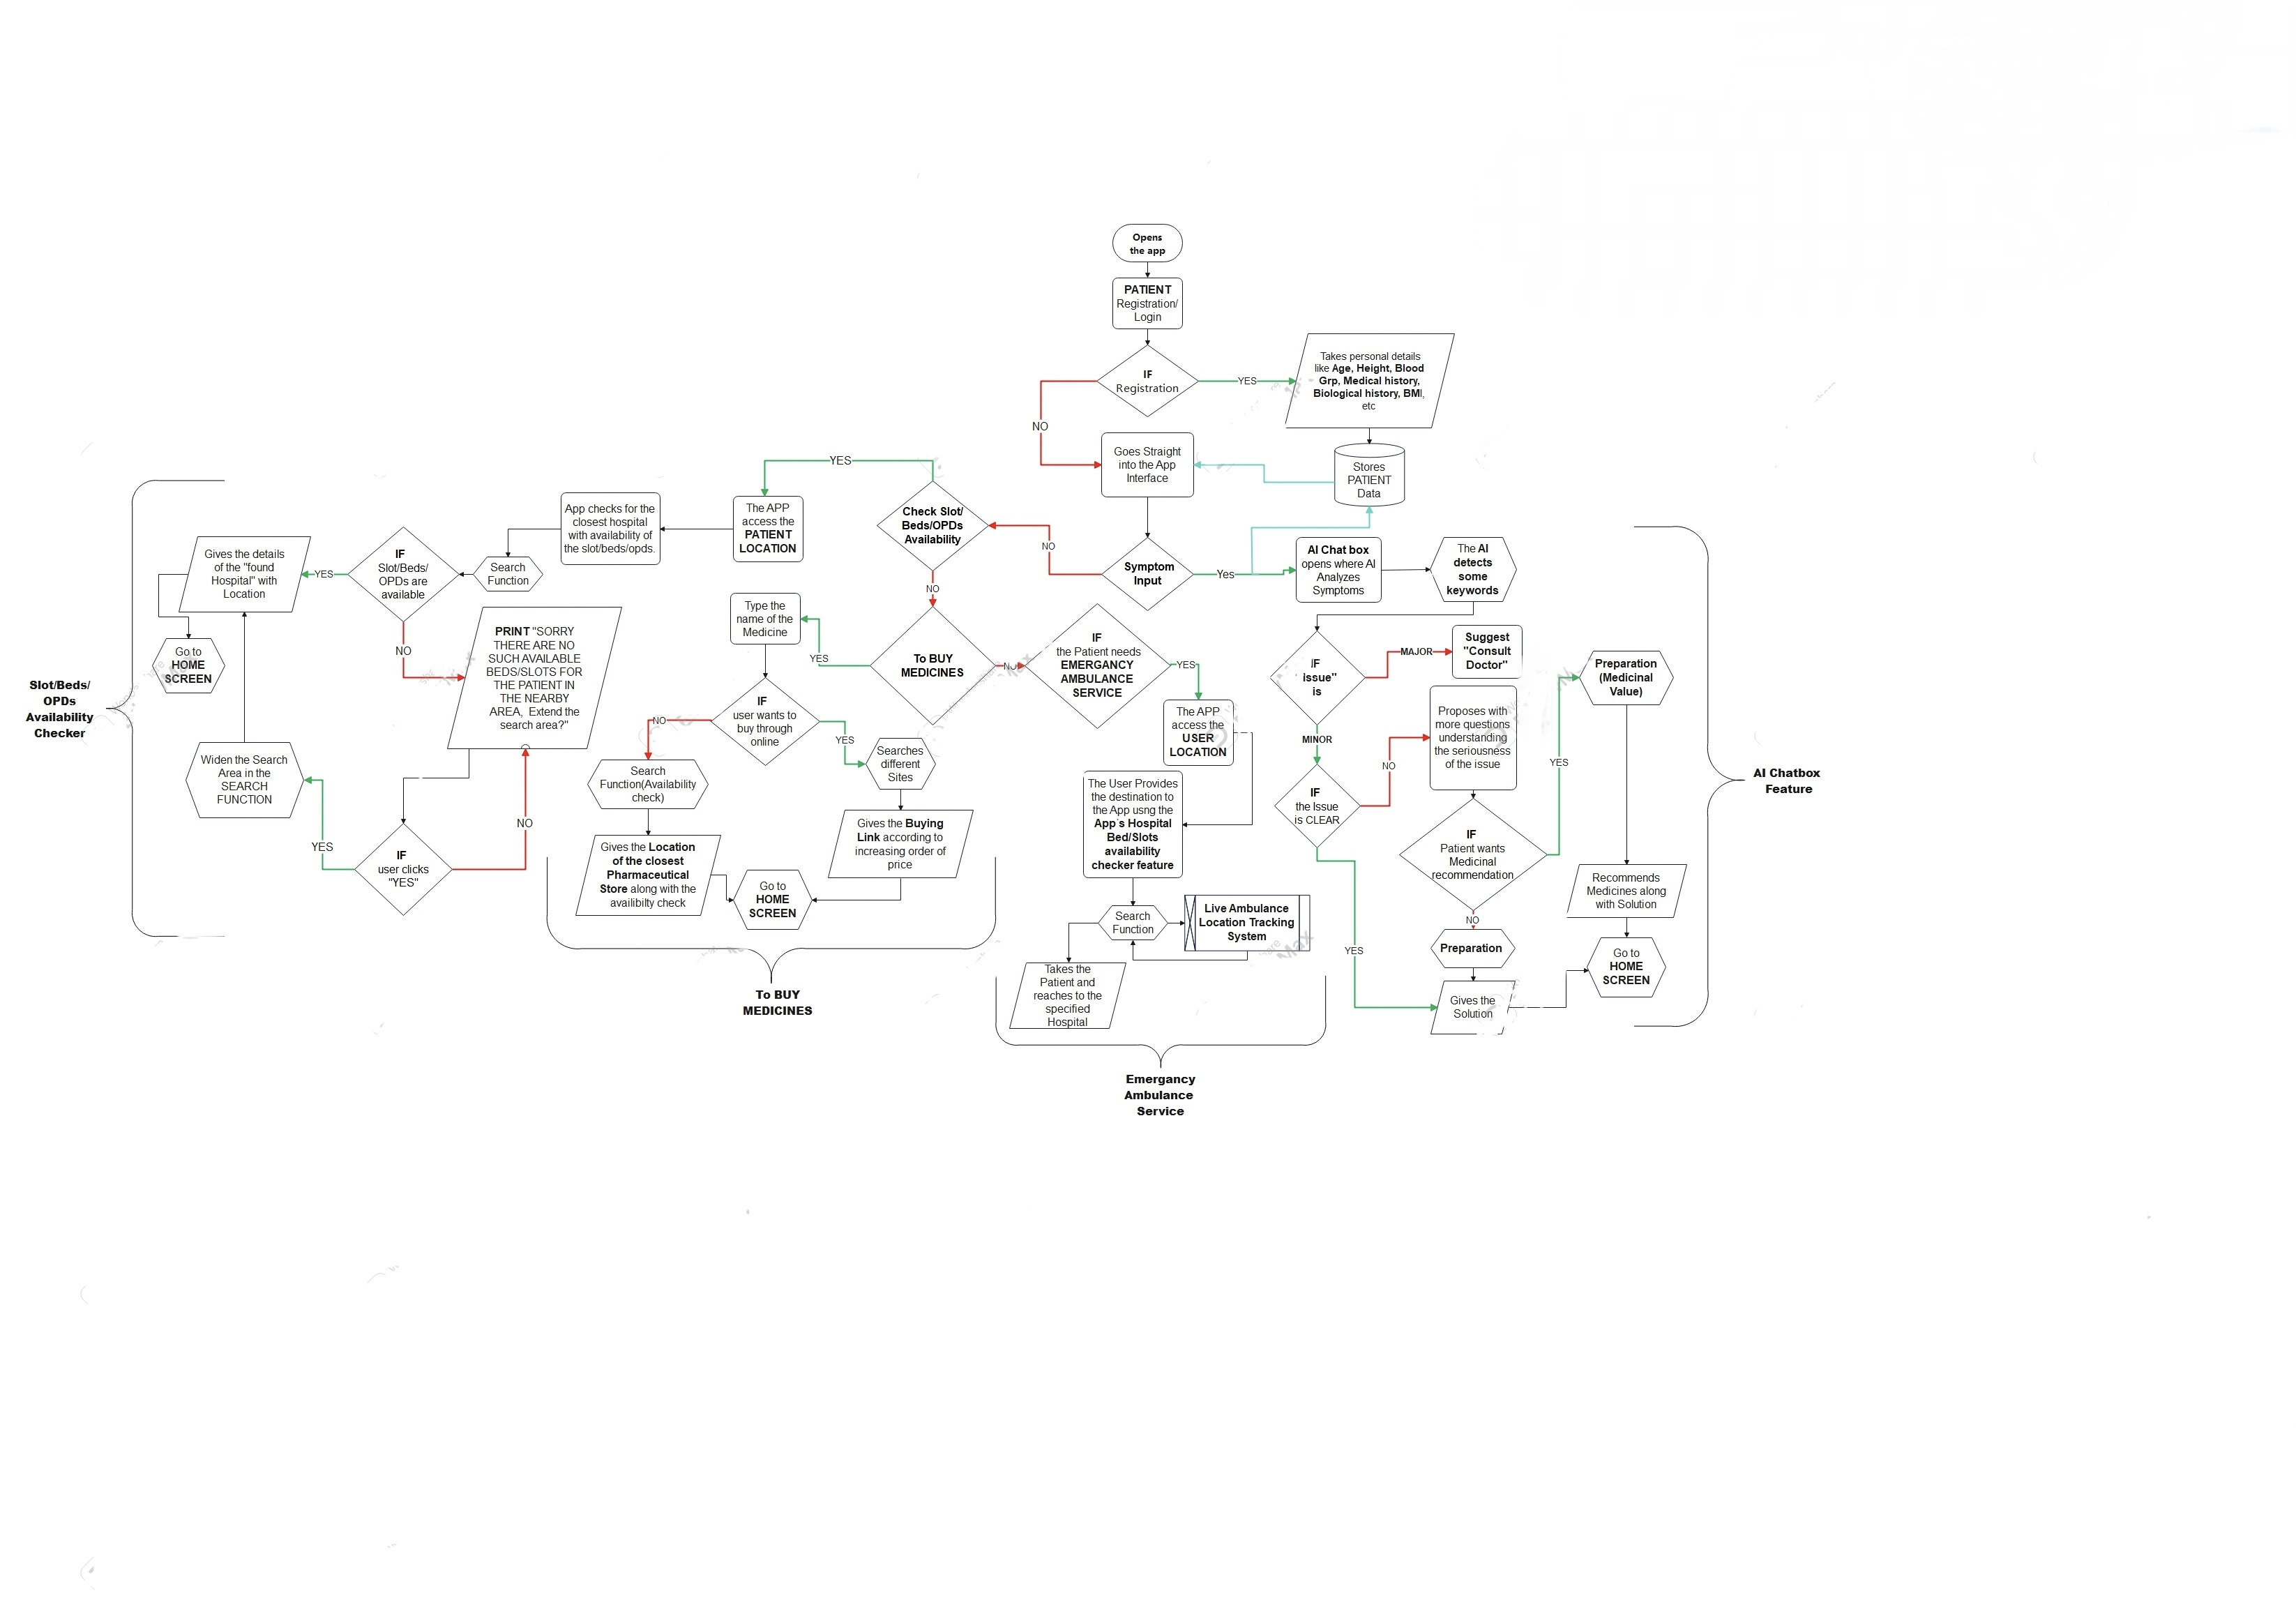 Opens
the app
PATIENT
Registration/
Login
IF
Registration
YES
NO
Takes personal details
like Age, Height, Blood
Grp, Medical history,
Biological history, BMI,
etc
Goes Straight
into the App
Interface
Stores
PATIENT
Data
Symptom
Input
NO
Yes
Check Slot/
Beds/OPDs
Availability
YES
NO
The APP
access the
PATIENT
LOCATION
App checks for the
closest hospital
with availability of
the slot/beds/opds.
Search
Function
IF
Slot/Beds/
OPDs are
available
YES
NO
Gives the details
of the "found
Hospital" with
Location
Go to
HOME
SCREEN
PRINT "SORRY
THERE ARE NO
SUCH AVAILABLE
BEDS/SLOTS FOR
THE PATIENT IN
THE NEARBY
AREA, Extend the
search area?"
Widen the Search
Area in the
SEARCH
FUNCTION
IF
user clicks
"YES"
YES
NO
Slot/Beds/
OPDs
Availability
Checker
To BUY
MEDICINES
YES
NO
Type the
name of the
Medicine
IF
user wants to
buy through
online
NO
YES
Search
Function(Availability
check)
Searches
different
Sites
Gives the Location
of the closest
Pharmaceutical
Store along with the
availibilty check
Gives the Buying
Link according to
increasing order of
price
Go to
HOME
SCREEN
To BUY
MEDICINES
IF
the Patient needs
EMERGANCY
AMBULANCE
SERVICE
YES
The APP
access the
USER
LOCATION
The User Provides
the destination to
the App usng the
App's Hospital
Bed/Slots
availability
checker feature
Search
Function
Live Ambulance
Location Tracking
System
Takes the
Patient and
reaches to the
specified
Hospital
Emergancy
Ambulance
Service
AI Chat box
opens where AI
Analyzes
Symptoms
The AI
detects
some
keywords
IF
issue"
is
MAJOR
MINOR
Suggest
"Consult
Doctor"
IF
the Issue
is CLEAR
NO
YES
Proposes with
more questions
understanding
the seriousness
of the issue
IF
Patient wants
Medicinal
recommendation
YES
NO
Preparation
(Medicinal
Value)
Recommends
Medicines along
with Solution
Preparation
Gives the
Solution
Go to
HOME
SCREEN
AI Chatbox
Feature